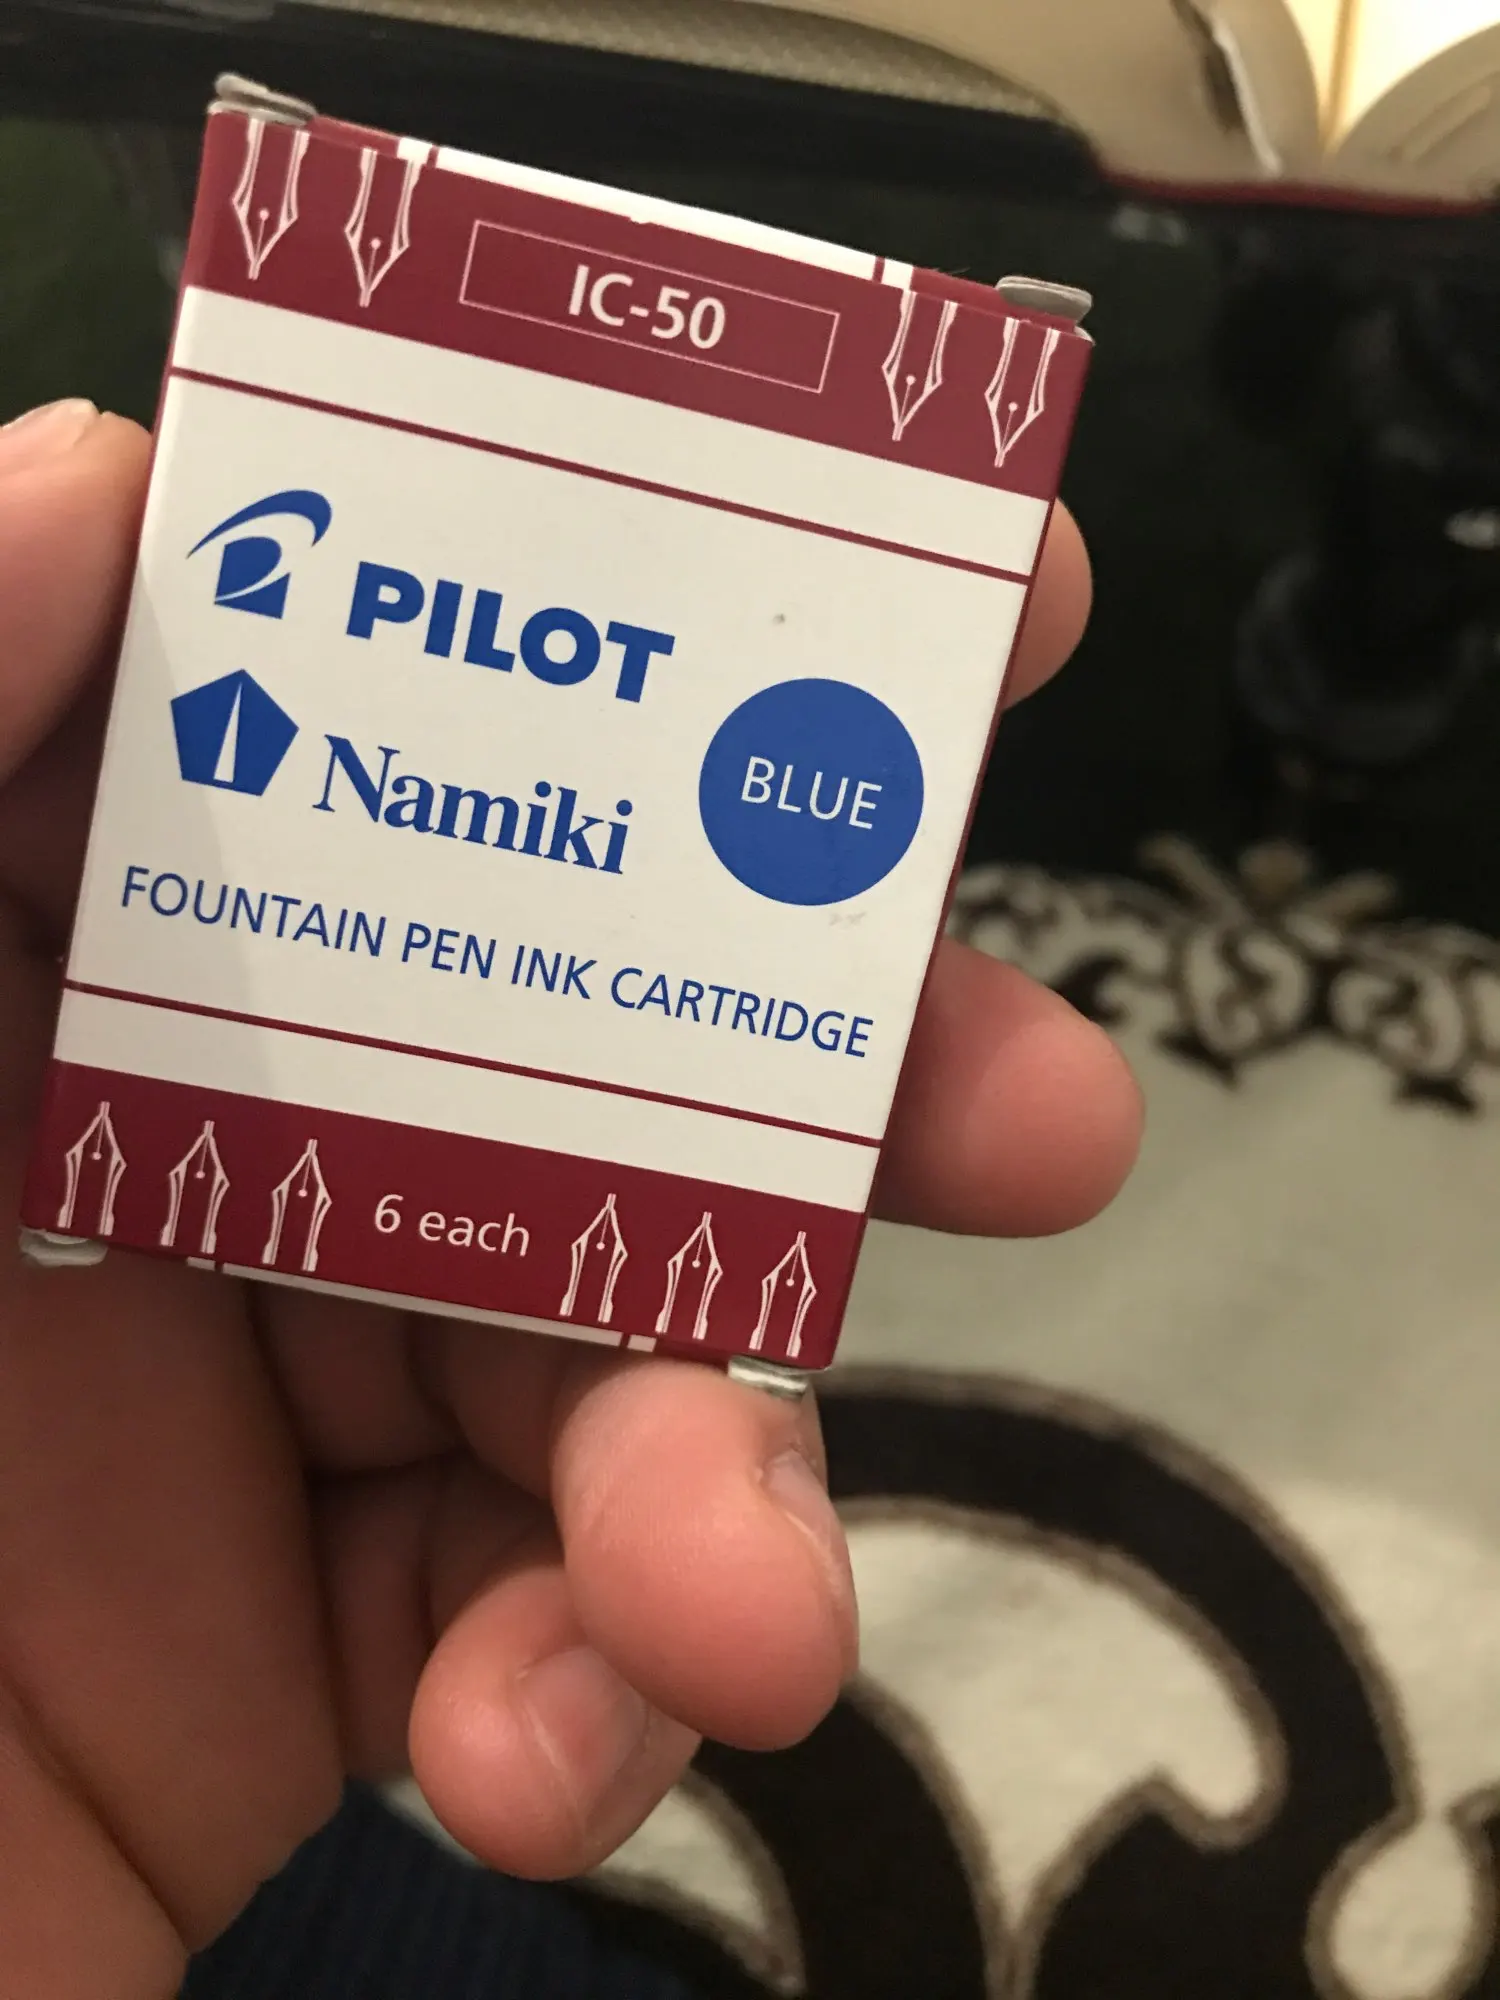 IC-50
PILOT
Namiki
BLUE
FOUNTAIN PEN INK CARTRIDGE
6 each